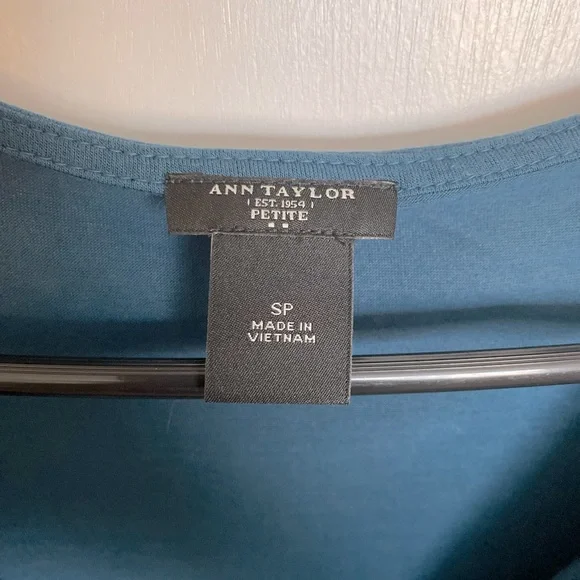 ANN TAYLOR
EST. 1954
PETITE
SP
MADE IN
VIETNAM